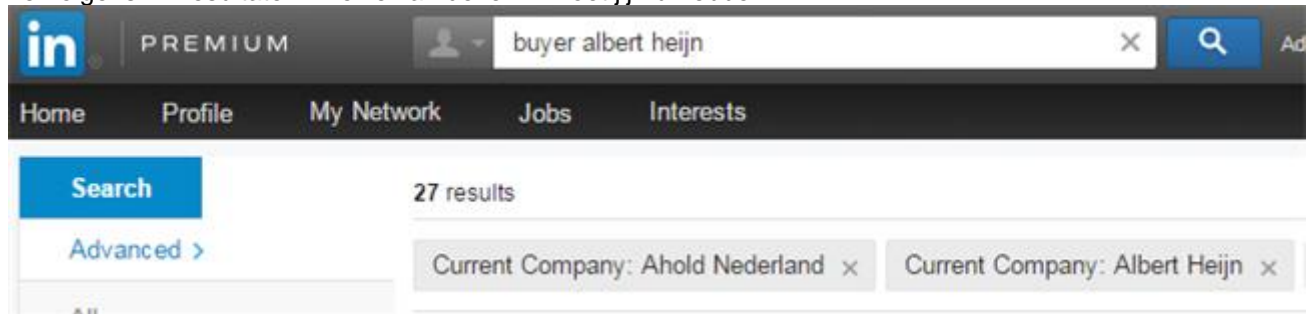 in PREMIUM buyer albert heijn Ad
Home Profile My Network Jobs Interests
Search
27 results
Advanced >
Current Company: Ahold Nederland × Current Company: Albert Heijn ×